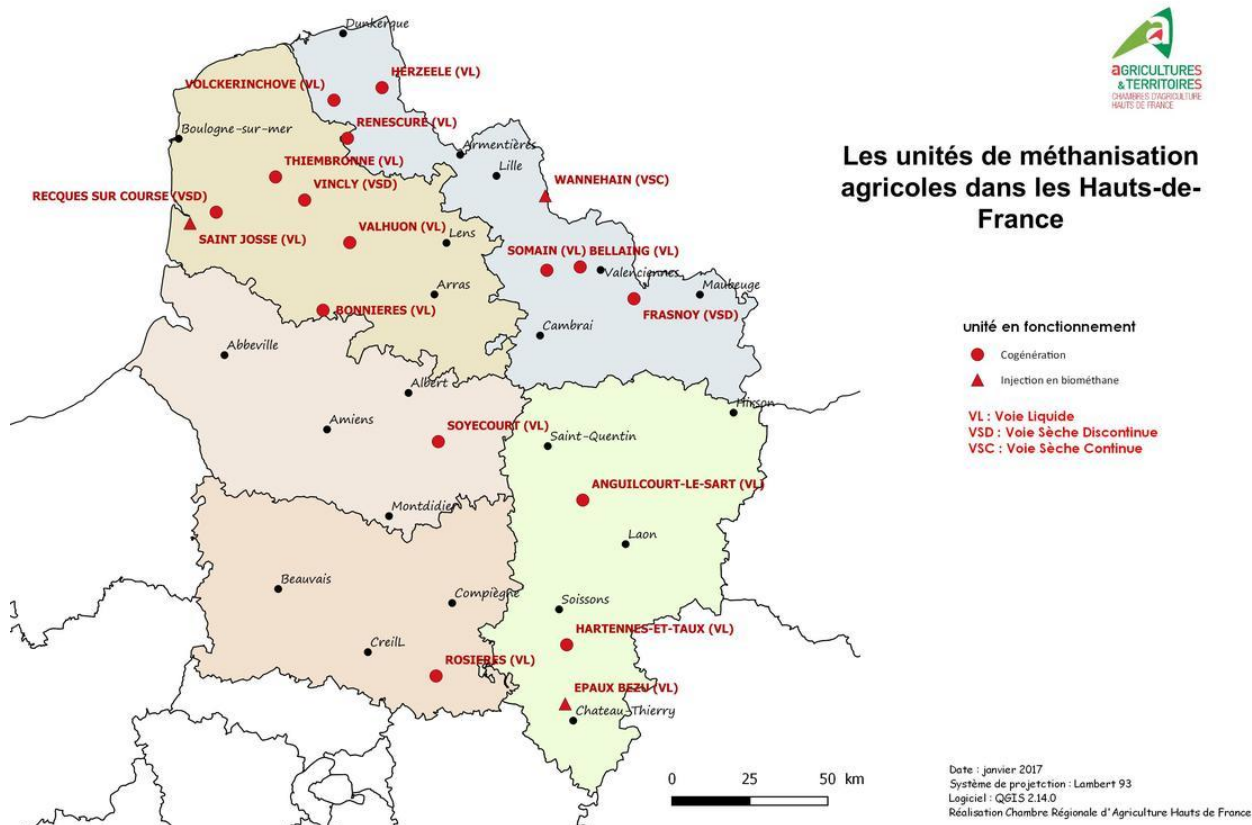 aGRICULTURES
& TERRITOIRES
CHAMBRES D'AGRICULTURE
HAUTS DE FRANCE
Les unités de méthanisation
agricoles dans les Hauts-de-
France
Dunkerque
HERZEELE (VL)
VOLCKERINCHOVE (VL)
RENESCURE (VL)
Boulogne-sur-mer
Armentières
Lille
THIEMBRONNE (VL)
WANNEHAIN (VSC)
VINCLY (VSD)
RECQUES SUR COURSE (VSD)
VALHUON (VL)
SAINT JOSSE (VL)
Lens
SOMAIN (VL)
BELLAING (VL)
Valenciennes
Arras
Maubeuge
BONNIERES (VL)
FRASNOY (VSD)
Cambrai
Abbeville
Albert
Hirson
Amiens
SOYECOURT (VL)
Saint-Quentin
ANGUILCOURT-LE-SART (VL)
Montdidier
Laon
Beauvais
Compiègne
Soissons
HARTENNES-ET-TAUX (VL)
CreilL
ROSIERES (VL)
EPAUX BEZU (VL)
Chateau-Thierry
unité en fonctionnement
Cogénération
Injection en biométhane
VL : Voie Liquide
VSD : Voie Sèche Discontinue
VSC : Voie Sèche Continue
0 25 50 km
Date : janvier 2017
Système de projetction : Lambert 93
Logiciel : QGIS 2.14.0
Réalisation Chambre Régionale d'Agriculture Hauts de France